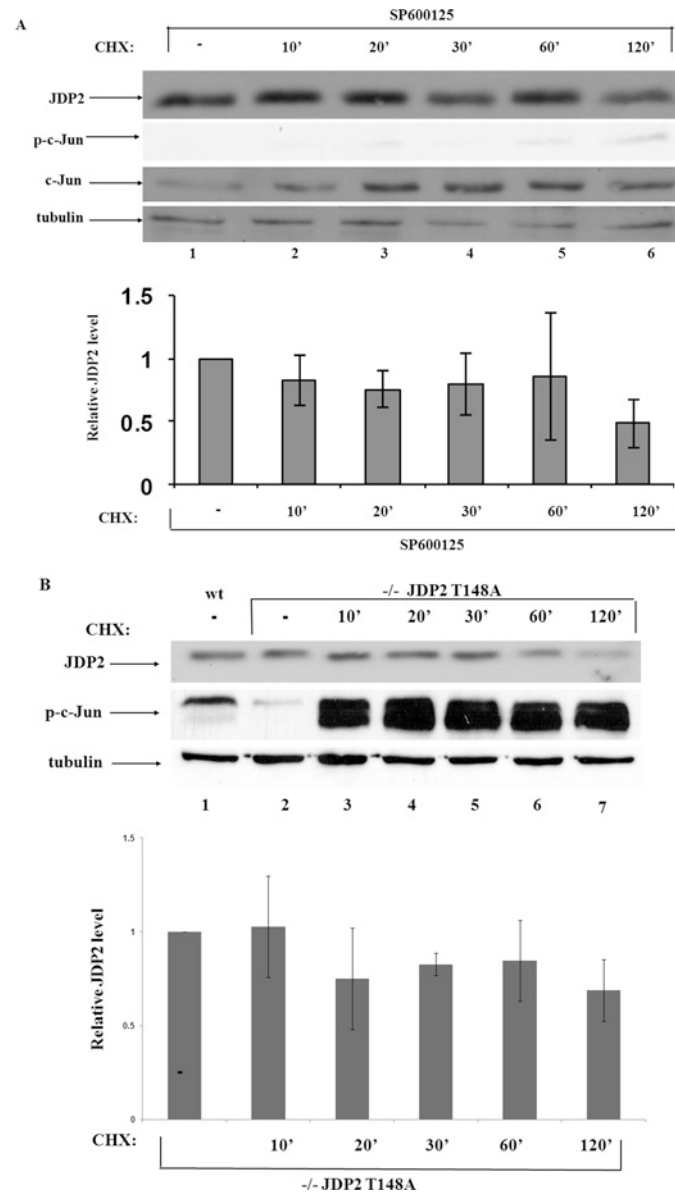 A
SP600125
CHX: - 10' 20' 30' 60' 120'
JDP2
p-c-Jun
c-Jun
tubulin
1 2 3 4 5 6
Relative JDP2 level
1.5
1
0.5
0
CHX: - 10' 20' 30' 60' 120'
SP600125
B
wt -/- JDP2 T148A
CHX: - - 10' 20' 30' 60' 120'
JDP2
p-c-Jun
tubulin
1 2 3 4 5 6 7
Relative JDP2 level
1.5
1
0.5
0
-
CHX: 10' 20' 30' 60' 120'
-/- JDP2 T148A